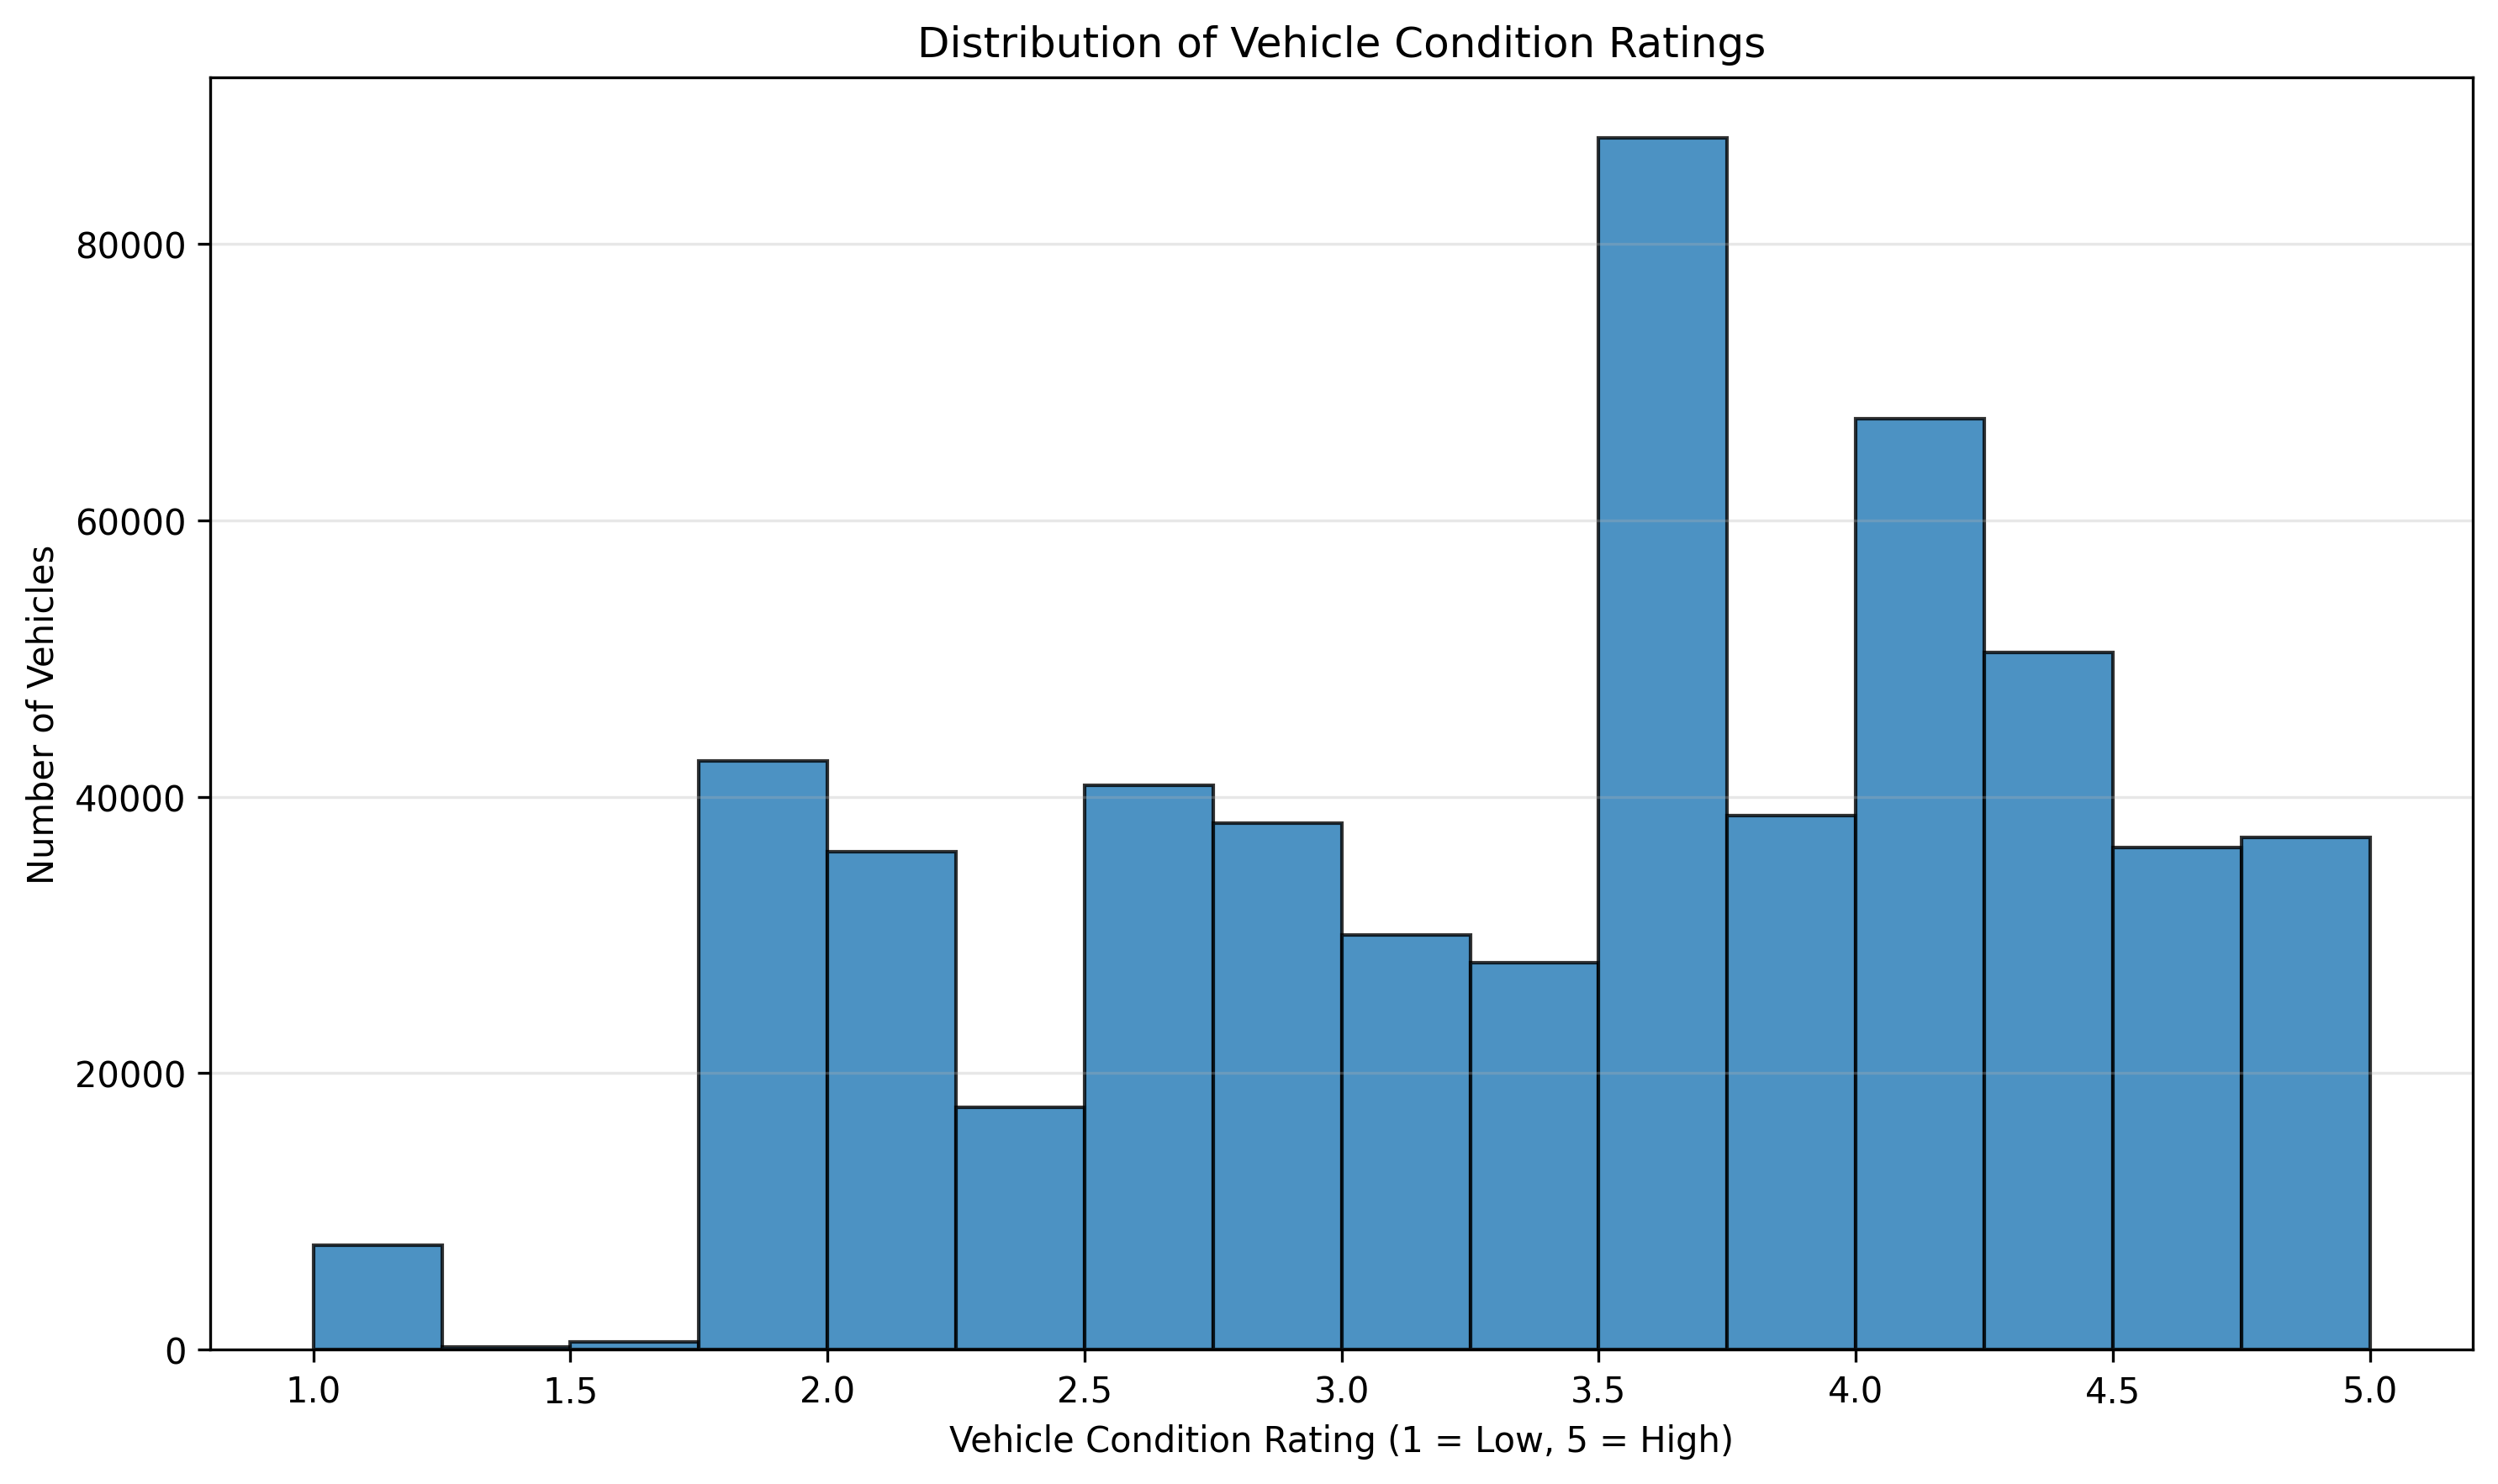 Distribution of Vehicle Condition Ratings
Number of Vehicles
80000
60000
40000
20000
0
1.0 1.5 2.0 2.5 3.0 3.5 4.0 4.5 5.0
Vehicle Condition Rating (1 = Low, 5 = High)